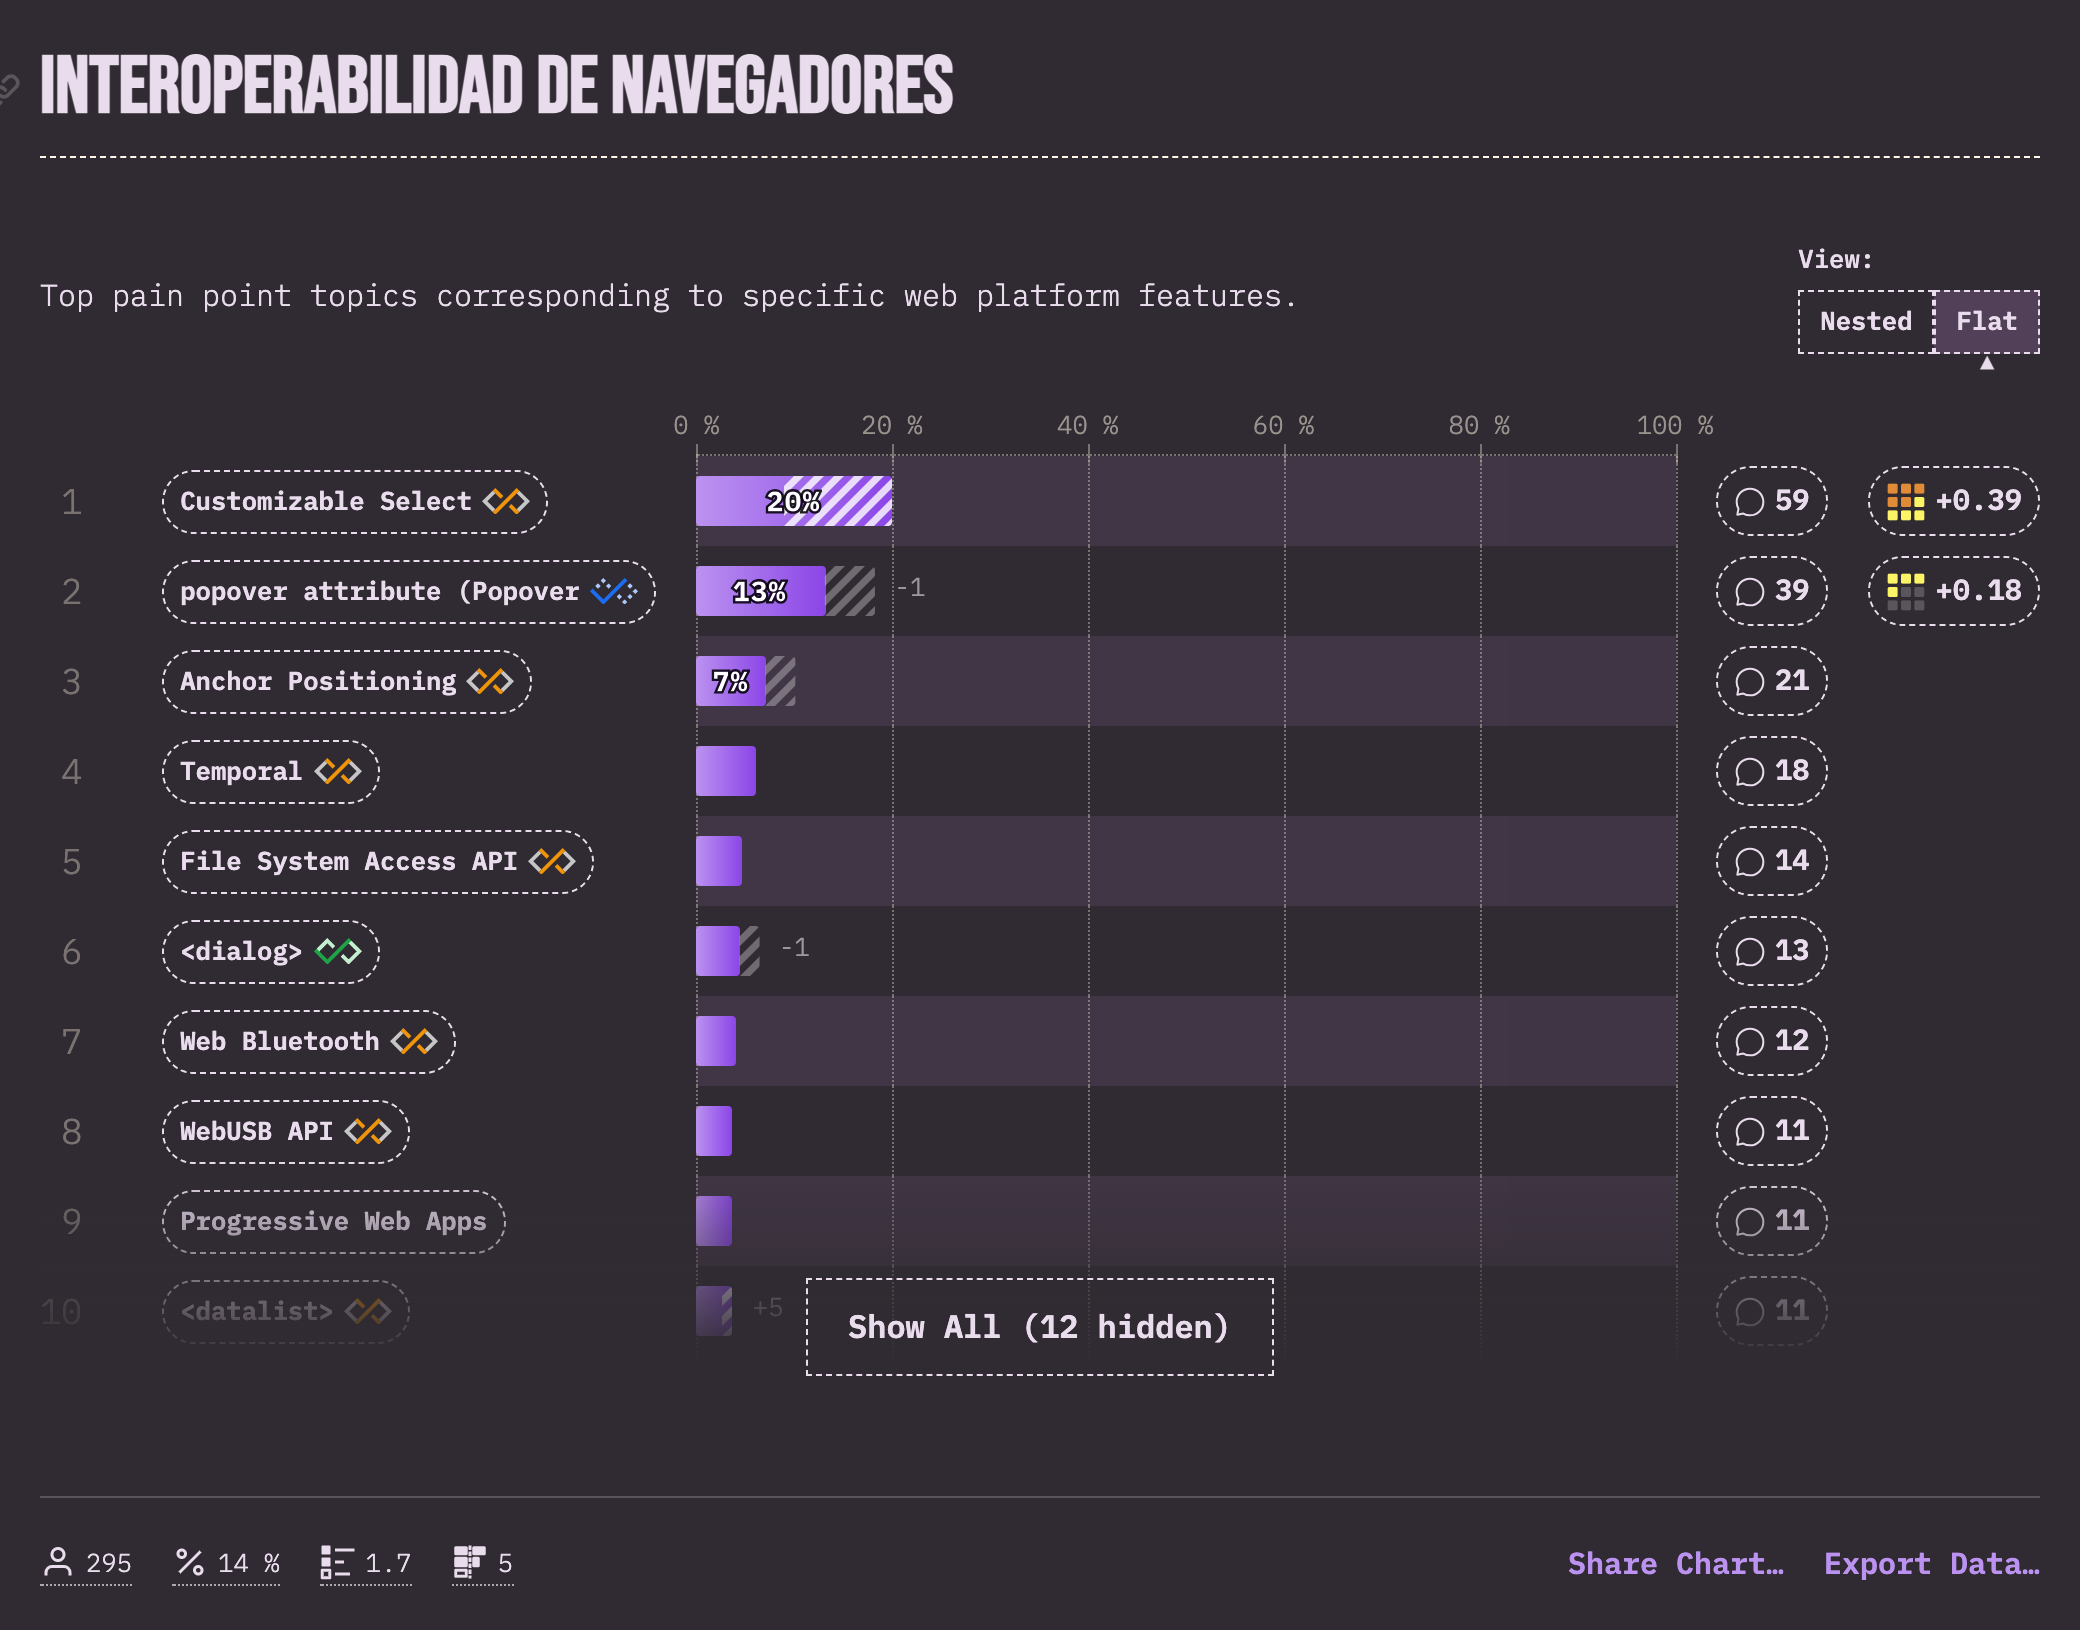 INTEROPERABILIDAD DE NAVEGADORES
Top pain point topics corresponding to specific web platform features.
View:
Nested Flat
0 % 20 % 40 % 60 % 80 % 100 %
1 Customizable Select 20% 59 +0.39
2 popover attribute (Popover 13% -1 39 +0.18
3 Anchor Positioning 7% 21
4 Temporal 18
5 File System Access API 14
6 <dialog> -1 13
7 Web Bluetooth 12
8 WebUSB API 11
9 Progressive Web Apps 11
10 <datalist> +5 11
Show All (12 hidden)
295 14 % 1.7 5 Share Chart… Export Data…